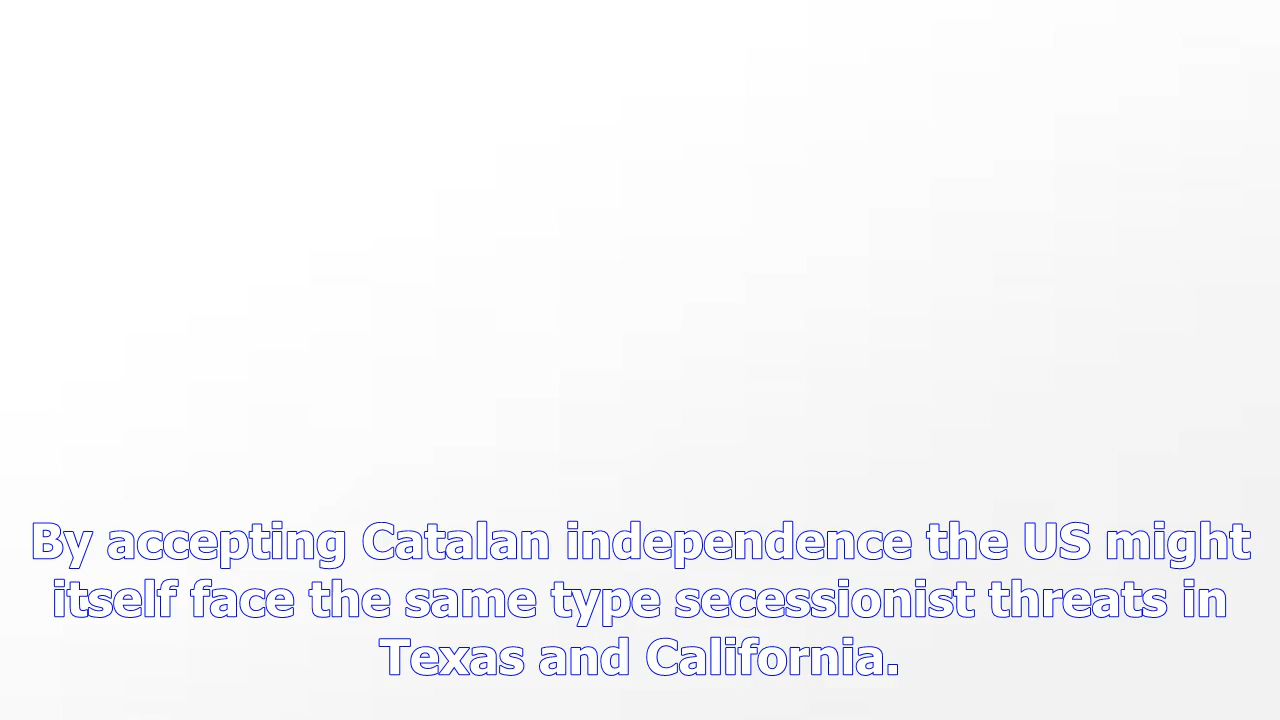 By accepting Catalan independence the US might
itself face the same type secessionist threats in
Texas and California.